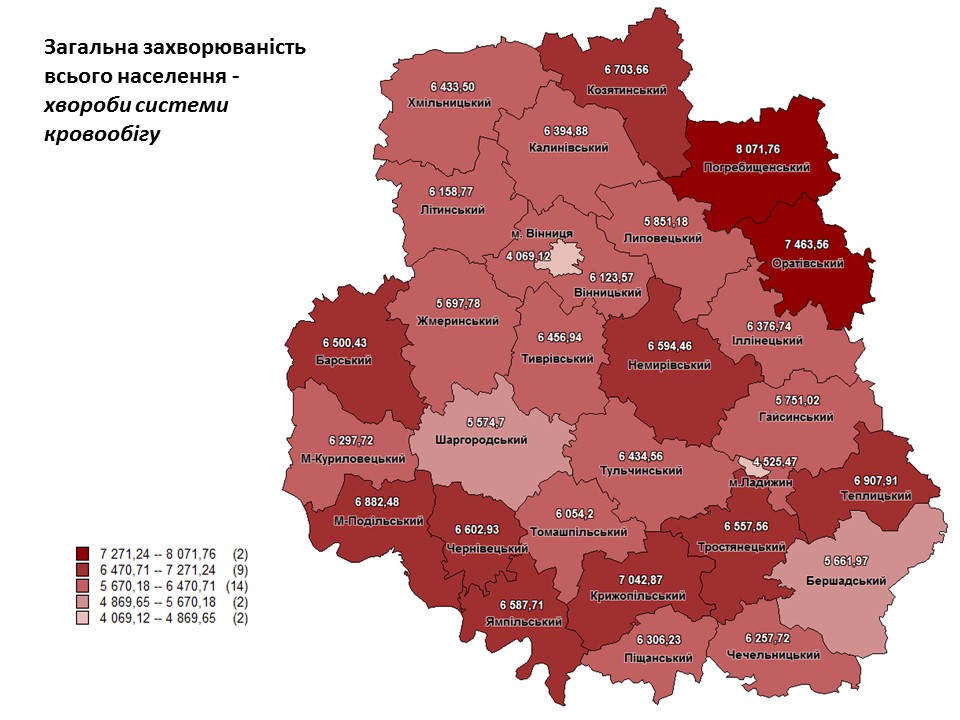 Загальна захворюваність
всього населення -
хвороби системи
кровообігу
6 703,66
Козятинський
6 433,50
Хмільницький
6 394,88
Калинівський
8 071,76
Погребищенський
6 158,77
Літинський
5 851,18
Липовецький
м. Вінниця
4 069,12
7 463,56
Оратівський
6 123,57
Вінницький
5 697,78
Жмеринський
6 376,74
Іллінецький
6 500,43
Барський
6 456,94
Тиврівський
6 594,46
Немирівський
5 751,02
Гайсинський
5 574,7
Шаргородський
6 297,72
М-Куриловецький
6 434,56
Тульчинський
4 525,47
м.Ладижин
6 907,91
Теплицький
6 882,48
М-Подільський
6 054,2
Томашпільський
6 602,93
Чернівецький
6 557,56
Тростянецький
5 661,97
Бершадський
7 042,87
Крижопільський
6 587,71
Ямпільський
6 306,23
Піщанський
6 257,72
Чечельницький
7 271,24 -- 8 071,76 (2)
6 470,71 -- 7 271,24 (9)
5 670,18 -- 6 470,71 (14)
4 869,65 -- 5 670,18 (2)
4 069,12 -- 4 869,65 (2)